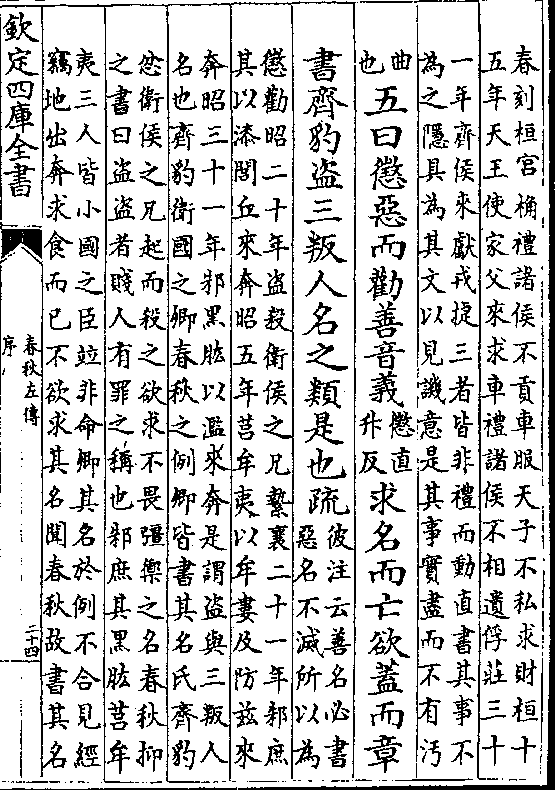 春刻桓宫桷禮諸侯不貢車服天子不私求財桓十
五年天王使家父來求車禮諸侯不相遺俘莊三十
一年齊侯來獻戎捷三者皆非禮而動直書其事不
為之隱具為其文以見譏意是其事實盡而不有汚
曲也五曰懲惡而勸善音義懲直升反求名而亡欲蓋而章
書齊豹盜三叛人名之類是也疏彼注云善名必書惡名不滅所以為
懲勸昭二十年盜殺衛侯之兄縶襄二十一年邾庶
其以漆閭丘來奔昭五年莒牟夷以牟婁及防茲來
奔昭三十一年邾黑肱以濫來奔是謂盜與三叛人
名也齊豹衛國之卿春秋之例卿皆書其名氏齊豹
忿衛侯之兄起而殺之欲求不畏彊禦之名春秋抑
之書曰盜盜者賤人有罪之稱也邾庶其黑肱莒牟
夷三人皆小國之臣竝非命卿其名於例不合見經
竊地出奔求食而已不欲求其名聞春秋故書其名
欽定四庫全書
春秋左傳
序
二十四